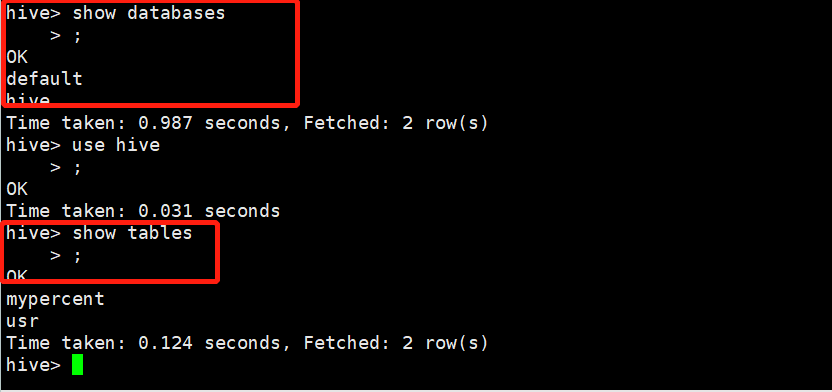 hive> show databases
    > ;
OK
default
hive
Time taken: 0.987 seconds, Fetched: 2 row(s)
hive> use hive
    > ;
OK
Time taken: 0.031 seconds
hive> show tables
    > ;
OK
mypercent
usr
Time taken: 0.124 seconds, Fetched: 2 row(s)
hive>